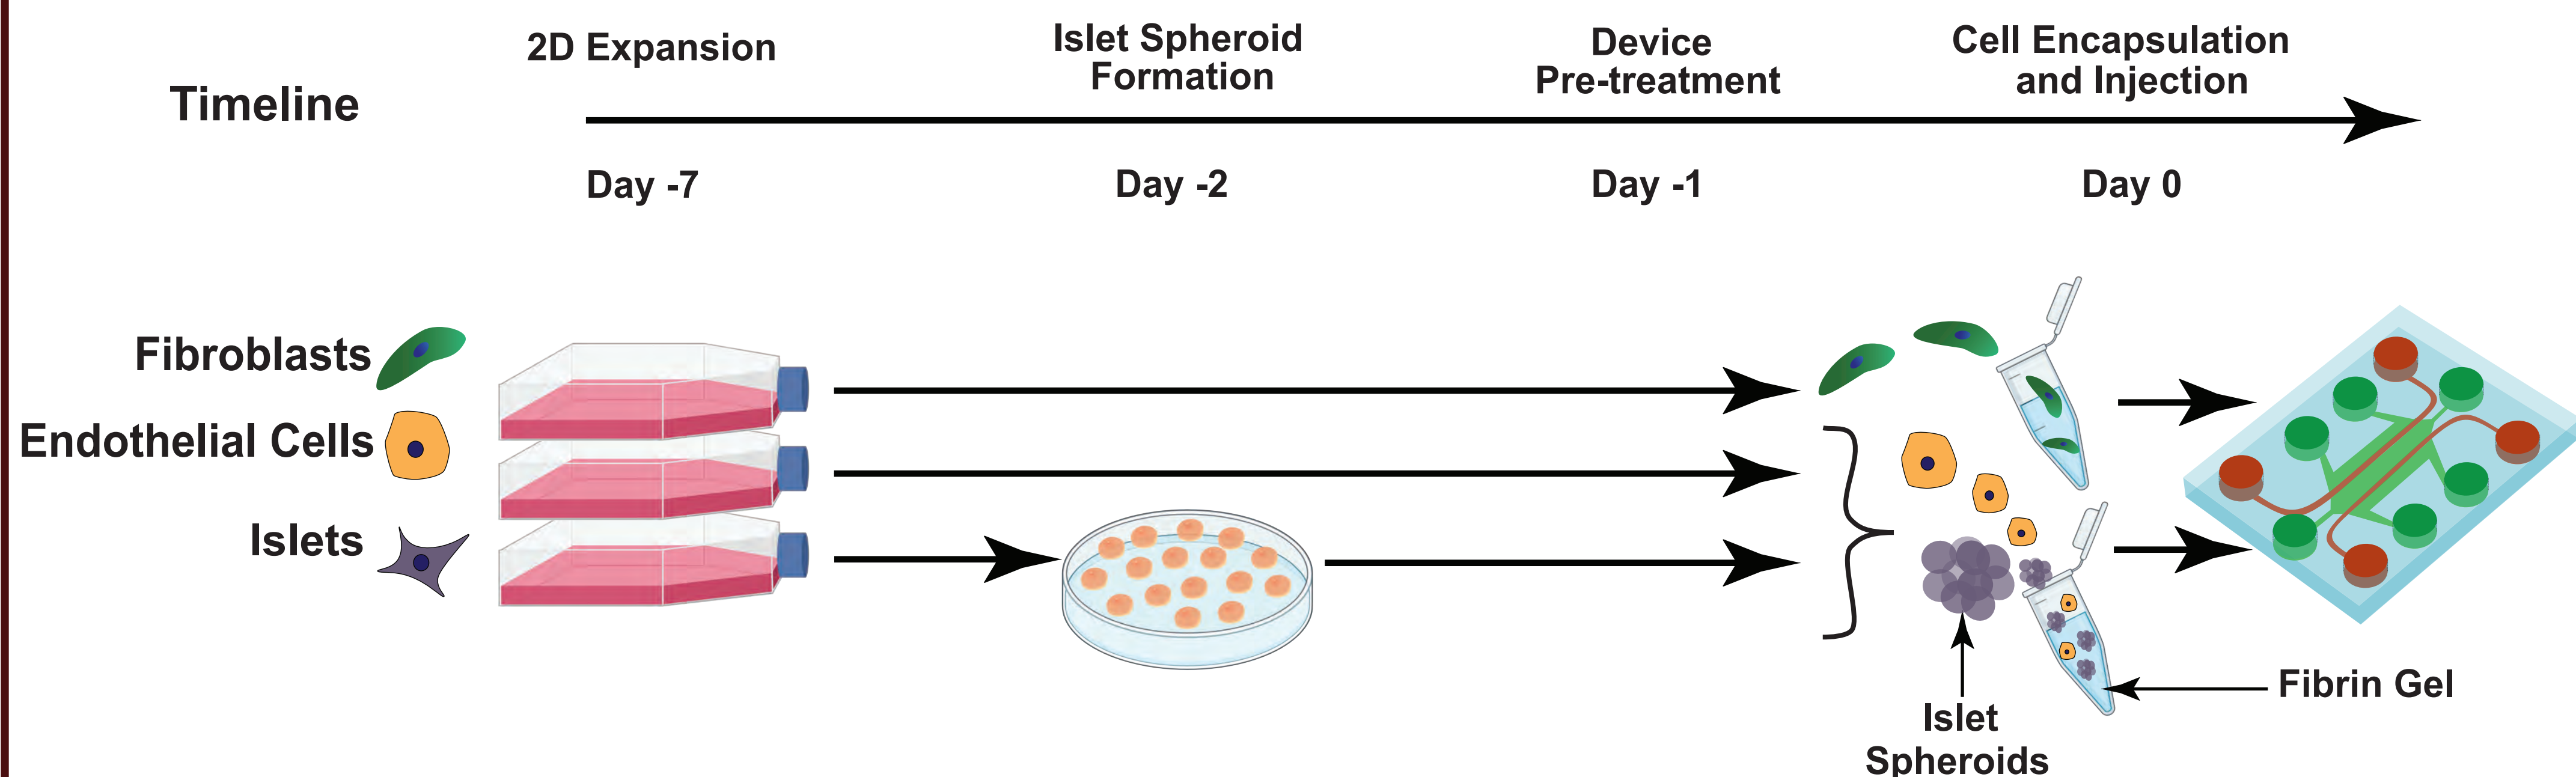 Timeline
2D Expansion
Islet Spheroid
Formation
Device
Pre-treatment
Cell Encapsulation
and Injection
Day -7
Day -2
Day -1
Day 0
Fibroblasts
Endothelial Cells
Islets
Islet
Spheroids
Fibrin Gel